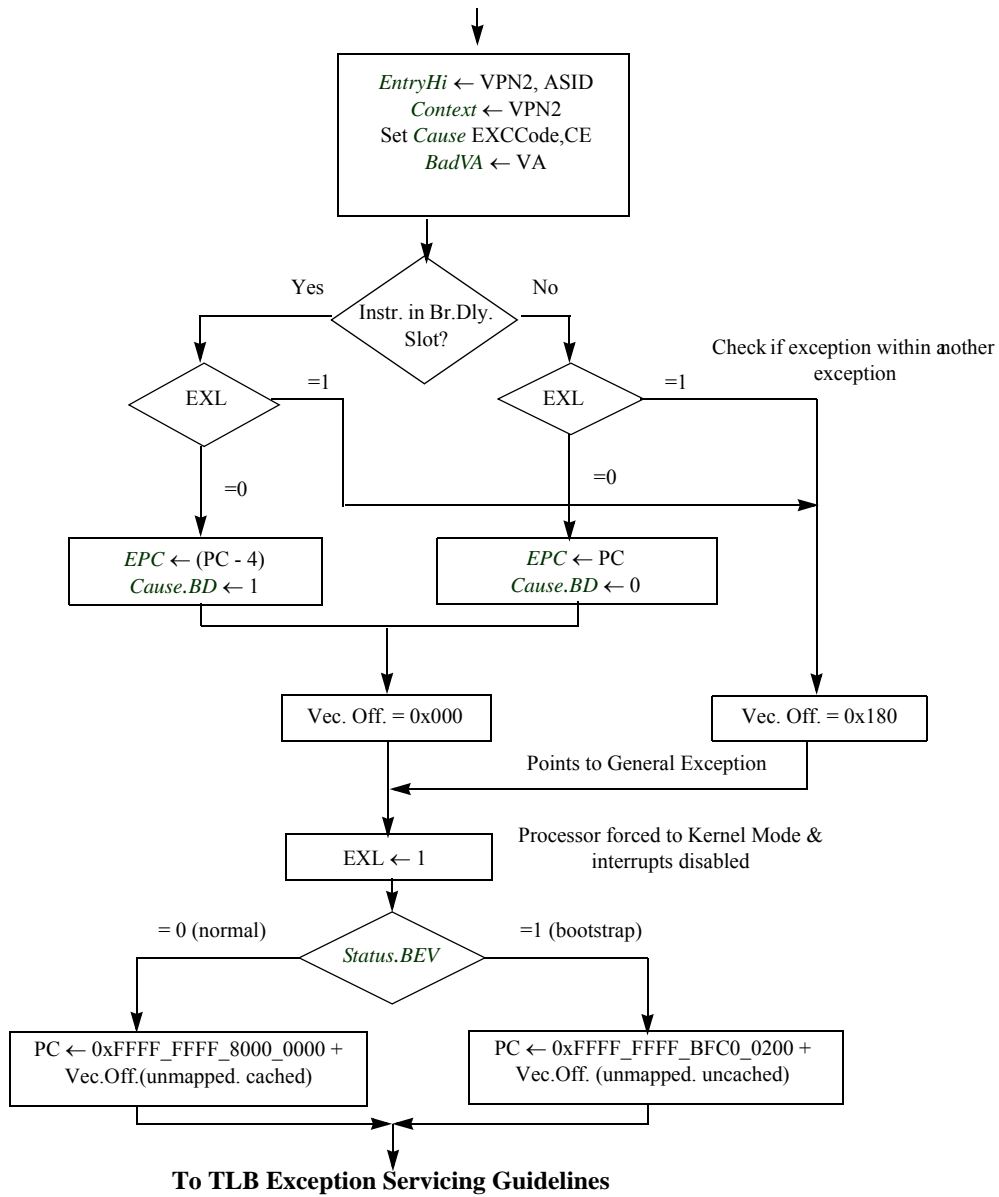 EntryHi ← VPN2, ASID
Context ← VPN2
Set Cause EXCCode,CE
BadVA ← VA
Yes
No
Instr. in Br.Dly.
Slot?
Check if exception within another
exception
EXL
=1
EXL
=1
=0
=0
EPC ← (PC - 4)
Cause.BD ← 1
EPC ← PC
Cause.BD ← 0
Vec. Off. = 0x000
Vec. Off. = 0x180
Points to General Exception
Processor forced to Kernel Mode &
interrupts disabled
EXL ← 1
= 0 (normal)
=1 (bootstrap)
Status.BEV
PC ← 0xFFFF_FFFF_8000_0000 +
Vec.Off.(unmapped. cached)
PC ← 0xFFFF_FFFF_BFC0_0200 +
Vec.Off. (unmapped. uncached)
To TLB Exception Servicing Guidelines